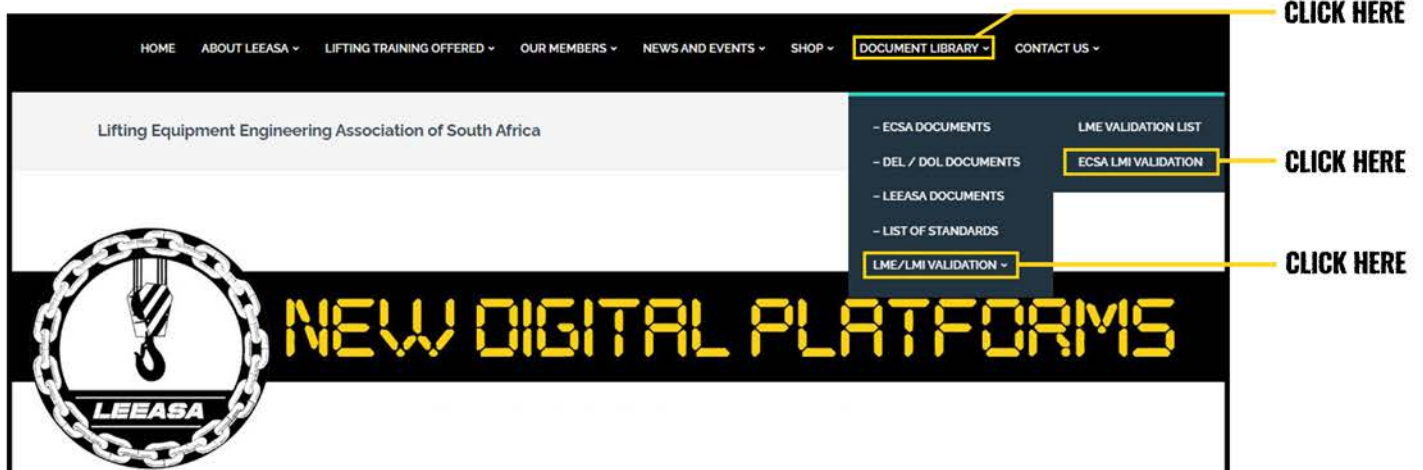 CLICK HERE
HOME ABOUT LEEASA LIFTING TRAINING OFFERED OUR MEMBERS NEWS AND EVENTS SHOP DOCUMENT LIBRARY CONTACT US
Lifting Equipment Engineering Association of South Africa
– ECSA DOCUMENTS LME VALIDATION LIST
– DEL / DOL DOCUMENTS ECSA LMI VALIDATION CLICK HERE
– LEEASA DOCUMENTS
– LIST OF STANDARDS
LME/LMI VALIDATION CLICK HERE
NEW DIGITAL PLATFORMS
LEEASA